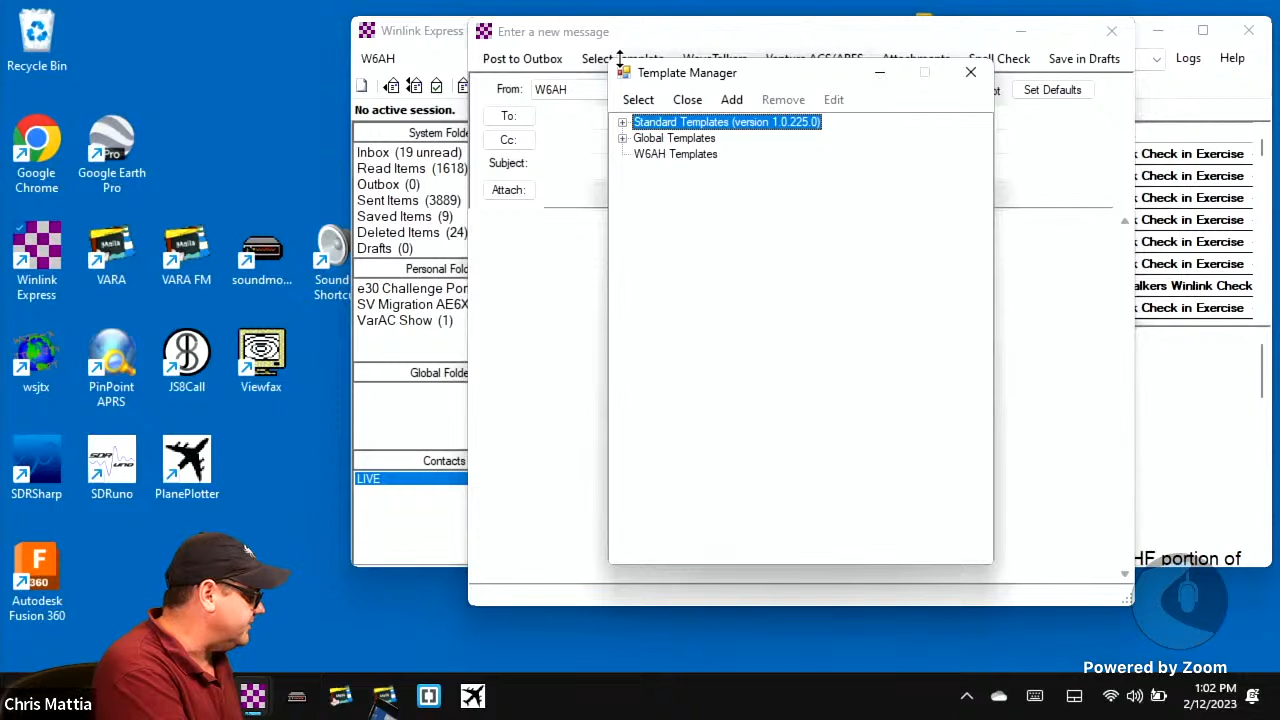 Recycle Bin
Google Chrome
Google Earth Pro
Winlink Express
VARA
VARA FM
soundmo...
Sound
Shortcu
wsjtx
PinPoint APRS
JS8Call
Viewfax
SDRSharp
SDRuno
PlanePlotter
Autodesk Fusion 360
Winlink Express
W6AH
Logs
Help
No active session.
System Folde
Inbox (19 unread)
Read Items (1618)
Outbox (0)
Sent Items (3889)
Saved Items (9)
Deleted Items (24)
Drafts (0)
Personal Fold
e30 Challenge Por
SV Migration AE6X
VarAC Show (1)
Global Folde
Contacts
LIVE
Enter a new message
Post to Outbox
Select Template
WaveTalkers
Ventura ACS/ARES
Attachments
Spell Check
Save in Drafts
From:
W6AH
Set Defaults
To:
Cc:
Subject:
Attach:
Template Manager
Select
Close
Add
Remove
Edit
Standard Templates (version 1.0.225.0)
Global Templates
W6AH Templates
k Check in Exercise
k Check in Exercise
k Check in Exercise
k Check in Exercise
k Check in Exercise
k Check in Exercise
alkers Winlink Check
k Check in Exercise
HF portion of
Powered by Zoom
Chris Mattia
1:02 PM
2/12/2023